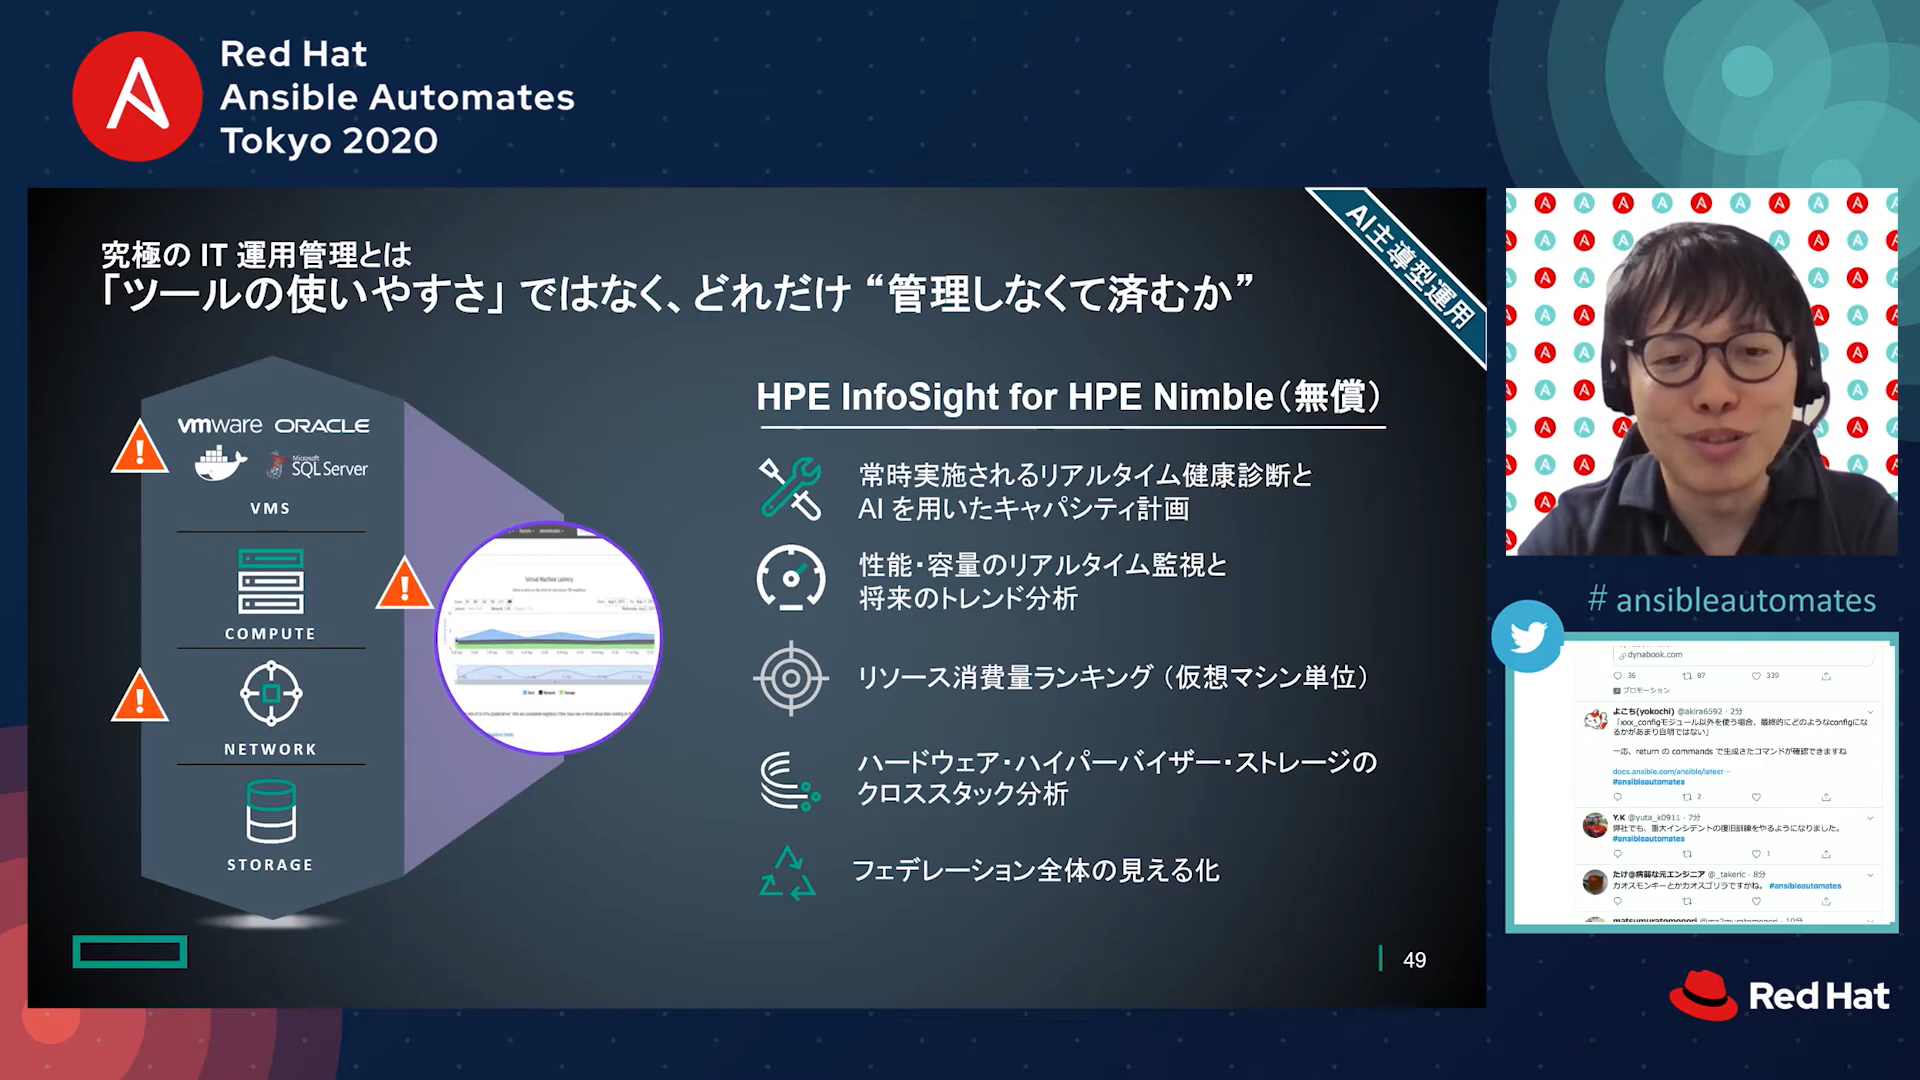 Red Hat
Ansible Automates
Tokyo 2020
AI主導型運用
究極の IT 運用管理とは
「ツールの使いやすさ」ではなく、どれだけ “管理しなくて済むか”
vmware ORACLE
Microsoft
SQL Server
VMS
COMPUTE
NETWORK
STORAGE
Virtual Machine Latency
HPE InfoSight for HPE Nimble（無償）
常時実施されるリアルタイム健康診断と
AI を用いたキャパシティ計画
性能・容量のリアルタイム監視と
将来のトレンド分析
リソース消費量ランキング（仮想マシン単位）
ハードウェア・ハイパーバイザー・ストレージの
クロススタック分析
フェデレーション全体の見える化
49
# ansibleautomates
dynabook.com
36 87 339
プロモーション
よこち(yokochi) @akira6592 · 2分
「xxx_configモジュール以外を使う場合、最終的にどのようなconfigにな
るかがあまり自明ではない」
一応、return の commands で生成さたコマンドが確認できますね
docs.ansible.com/ansible/latest…
#ansibleautomates
2
Y.K @yuta_k0911 · 7分
弊社でも、重大インシデントの復旧訓練をやるようになりました。
#ansibleautomates
1
たけ@病弱な元エンジニア @_takeric · 8分
カオスモンキーとかカオスゴリラですかね。 #ansibleautomates
Red Hat